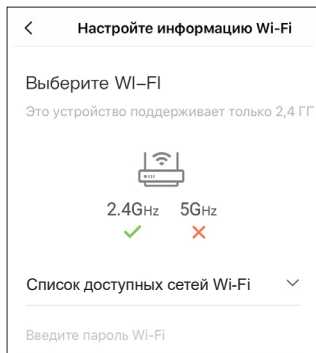 Настройте информацию Wi-Fi
Выберите WI–FI
Это устройство поддерживает только 2,4 ГГ
2.4GHz 5GHz
Список доступных сетей Wi-Fi
Введите пароль Wi-Fi